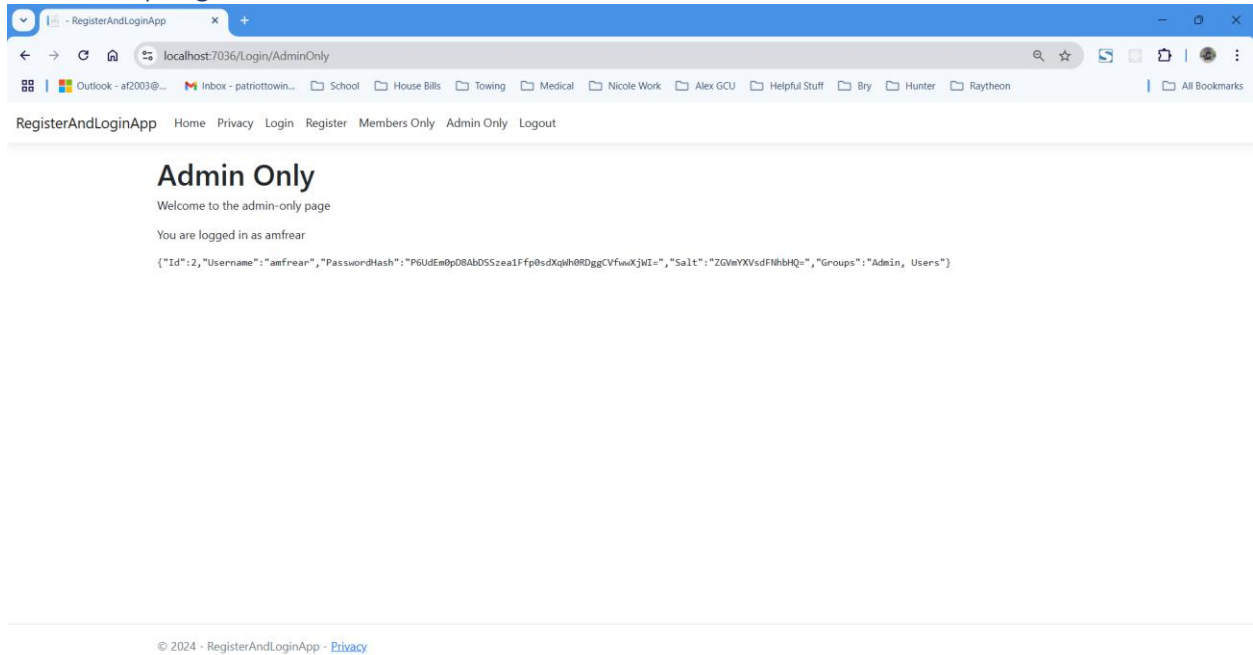 - RegisterAndLoginApp
localhost:7036/Login/AdminOnly
Outlook - af2003@... Inbox - patriottowin... School House Bills Towing Medical Nicole Work Alex GCU Helpful Stuff Bry Hunter Raytheon All Bookmarks
RegisterAndLoginApp Home Privacy Login Register Members Only Admin Only Logout
Admin Only
Welcome to the admin-only page
You are logged in as amfrear
{"Id":2,"Username":"amfrear","PasswordHash":"P6UdEm0pD8AbDSSzea1Ffp0sdXqWh0RDggCVfwwXjWI=","Salt":"ZGVmYXVsdFNhbHQ=","Groups":"Admin, Users"}
© 2024 - RegisterAndLoginApp - Privacy